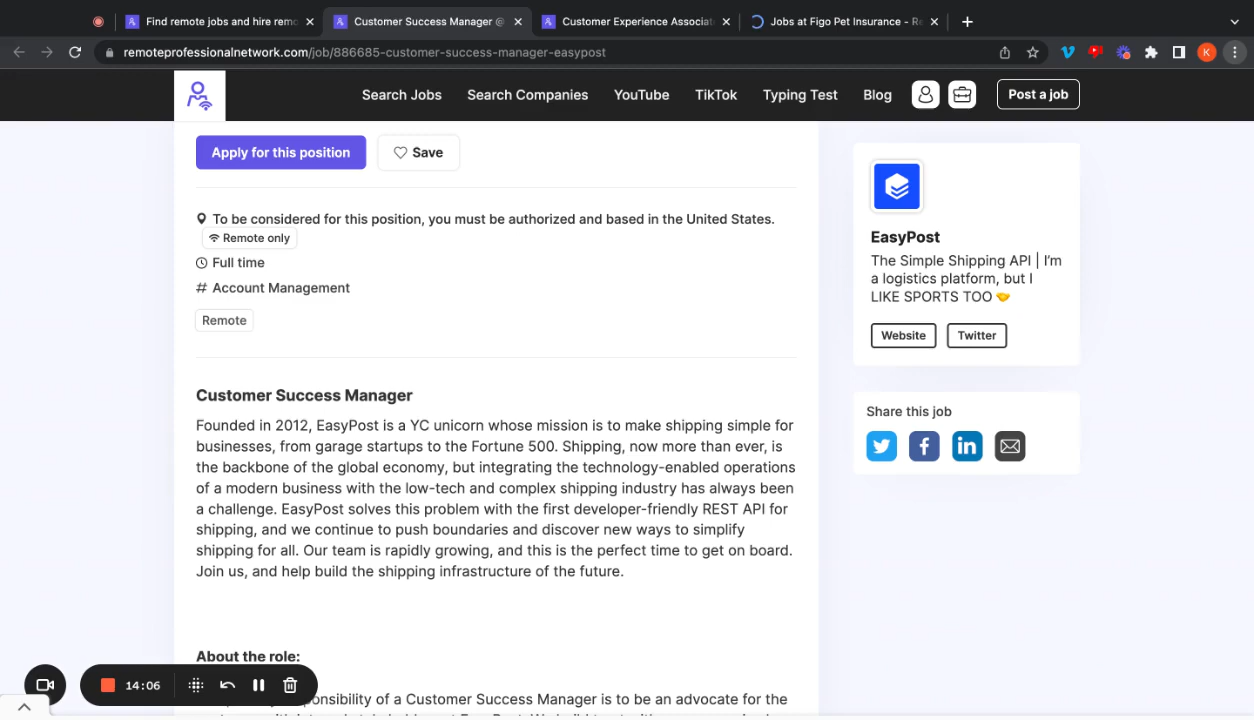 Find remote jobs and hire remo
Customer Success Manager @
Customer Experience Associat
Jobs at Figo Pet Insurance - Re
remoteprofessionalnetwork.com/job/886685-customer-success-manager-easypost
K
Search Jobs
Search Companies
YouTube
TikTok
Typing Test
Blog
Post a job
Apply for this position
Save
To be considered for this position, you must be authorized and based in the United States.
Remote only
Full time
# Account Management
Remote
Customer Success Manager
Founded in 2012, EasyPost is a YC unicorn whose mission is to make shipping simple for
businesses, from garage startups to the Fortune 500. Shipping, now more than ever, is
the backbone of the global economy, but integrating the technology-enabled operations
of a modern business with the low-tech and complex shipping industry has always been
a challenge. EasyPost solves this problem with the first developer-friendly REST API for
shipping, and we continue to push boundaries and discover new ways to simplify
shipping for all. Our team is rapidly growing, and this is the perfect time to get on board.
Join us, and help build the shipping infrastructure of the future.
About the role:
ponsibility of a Customer Success Manager is to be an advocate for the
EasyPost
The Simple Shipping API | I'm
a logistics platform, but I
LIKE SPORTS TOO 🤝
Website
Twitter
Share this job
14:06